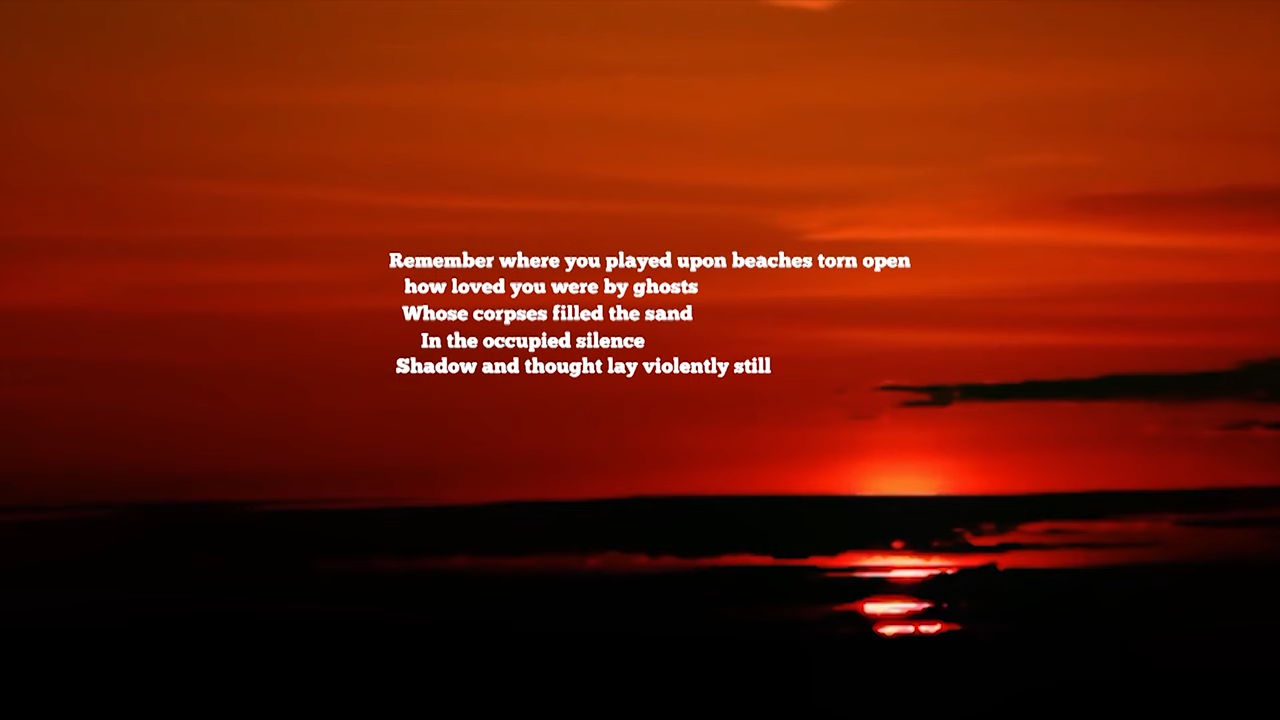 Remember where you played upon beaches torn open
how loved you were by ghosts
Whose corpses filled the sand
In the occupied silence
Shadow and thought lay violently still